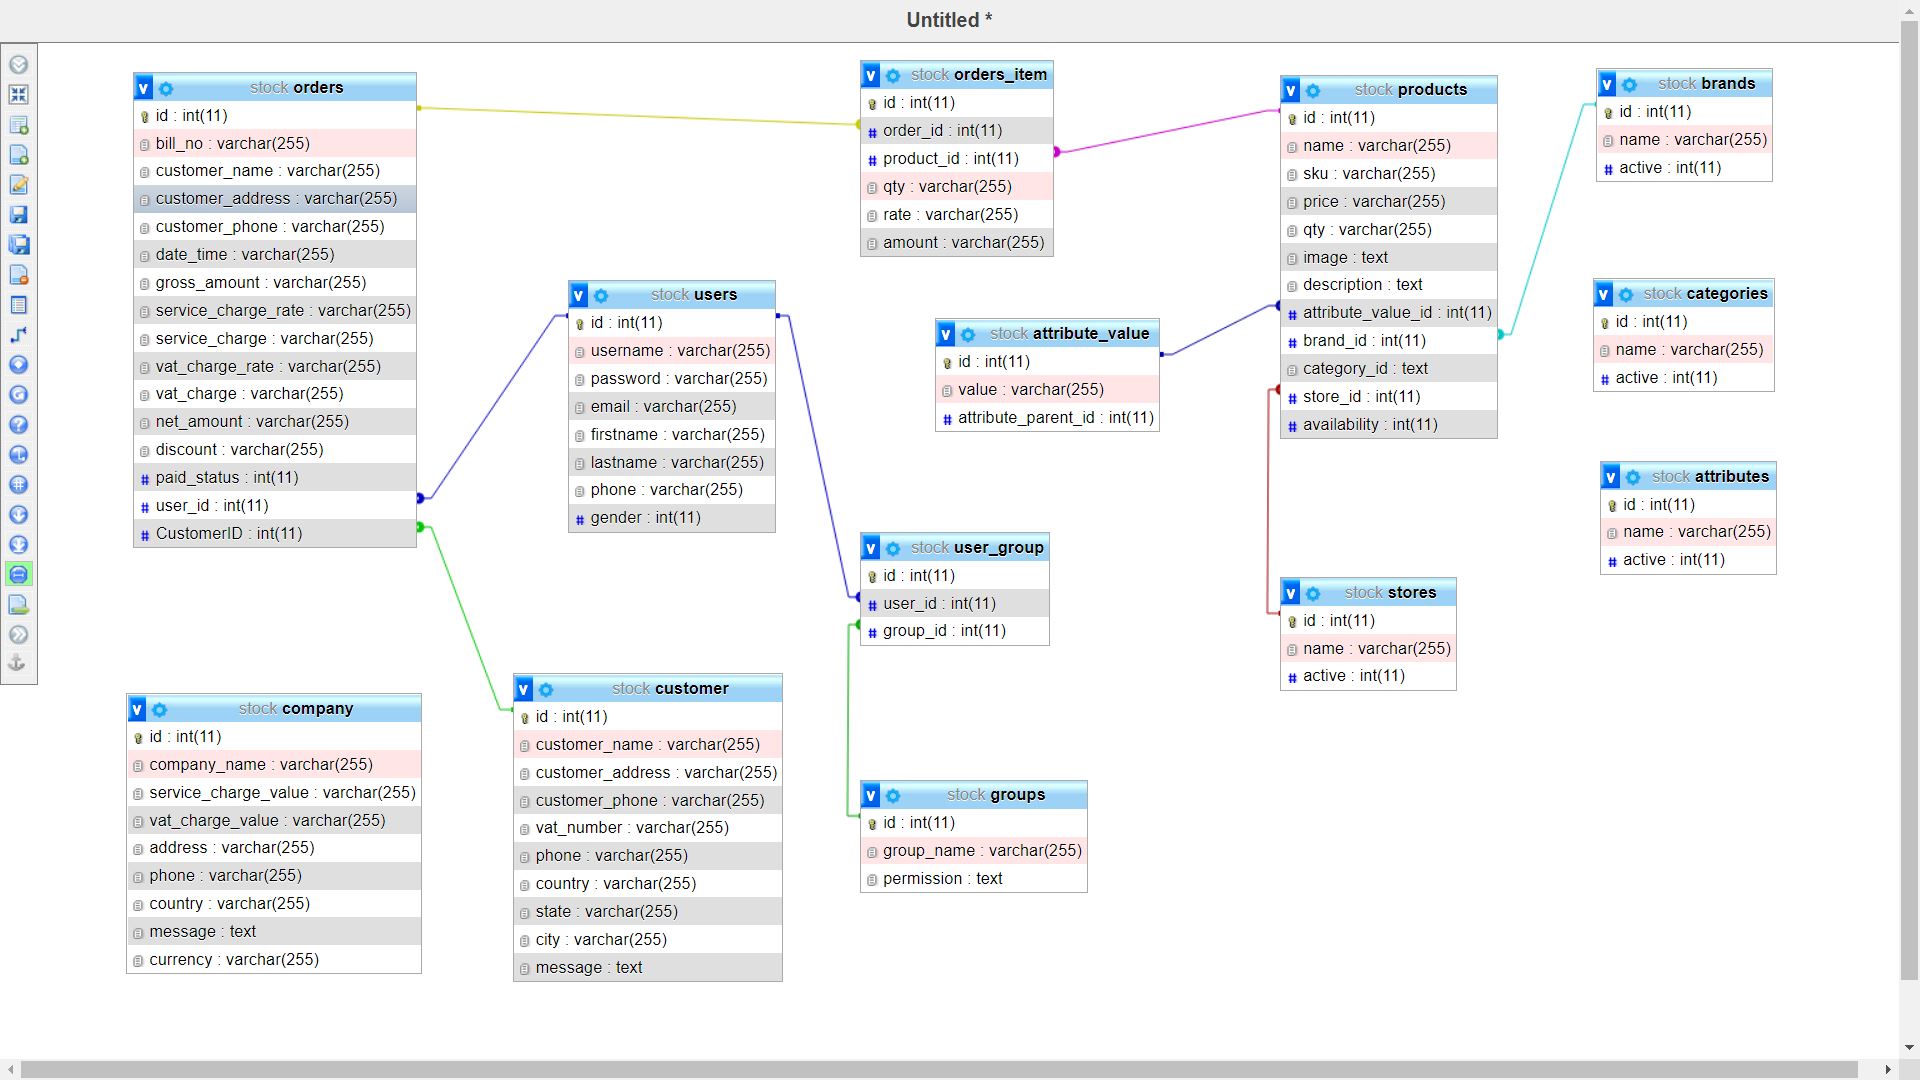 Untitled *
v stock orders
id : int(11)
bill_no : varchar(255)
customer_name : varchar(255)
customer_address : varchar(255)
customer_phone : varchar(255)
date_time : varchar(255)
gross_amount : varchar(255)
service_charge_rate : varchar(255)
service_charge : varchar(255)
vat_charge_rate : varchar(255)
vat_charge : varchar(255)
net_amount : varchar(255)
discount : varchar(255)
# paid_status : int(11)
# user_id : int(11)
# CustomerID : int(11)
v stock company
id : int(11)
company_name : varchar(255)
service_charge_value : varchar(255)
vat_charge_value : varchar(255)
address : varchar(255)
phone : varchar(255)
country : varchar(255)
message : text
currency : varchar(255)
v stock users
id : int(11)
username : varchar(255)
password : varchar(255)
email : varchar(255)
firstname : varchar(255)
lastname : varchar(255)
phone : varchar(255)
# gender : int(11)
v stock customer
id : int(11)
customer_name : varchar(255)
customer_address : varchar(255)
customer_phone : varchar(255)
vat_number : varchar(255)
phone : varchar(255)
country : varchar(255)
state : varchar(255)
city : varchar(255)
message : text
v stock orders_item
id : int(11)
# order_id : int(11)
# product_id : int(11)
qty : varchar(255)
rate : varchar(255)
amount : varchar(255)
v stock attribute_value
id : int(11)
value : varchar(255)
# attribute_parent_id : int(11)
v stock user_group
id : int(11)
# user_id : int(11)
# group_id : int(11)
v stock groups
id : int(11)
group_name : varchar(255)
permission : text
v stock products
id : int(11)
name : varchar(255)
sku : varchar(255)
price : varchar(255)
qty : varchar(255)
image : text
description : text
# attribute_value_id : int(11)
# brand_id : int(11)
category_id : text
# store_id : int(11)
# availability : int(11)
v stock stores
id : int(11)
name : varchar(255)
# active : int(11)
v stock brands
id : int(11)
name : varchar(255)
# active : int(11)
v stock categories
id : int(11)
name : varchar(255)
# active : int(11)
v stock attributes
id : int(11)
name : varchar(255)
# active : int(11)